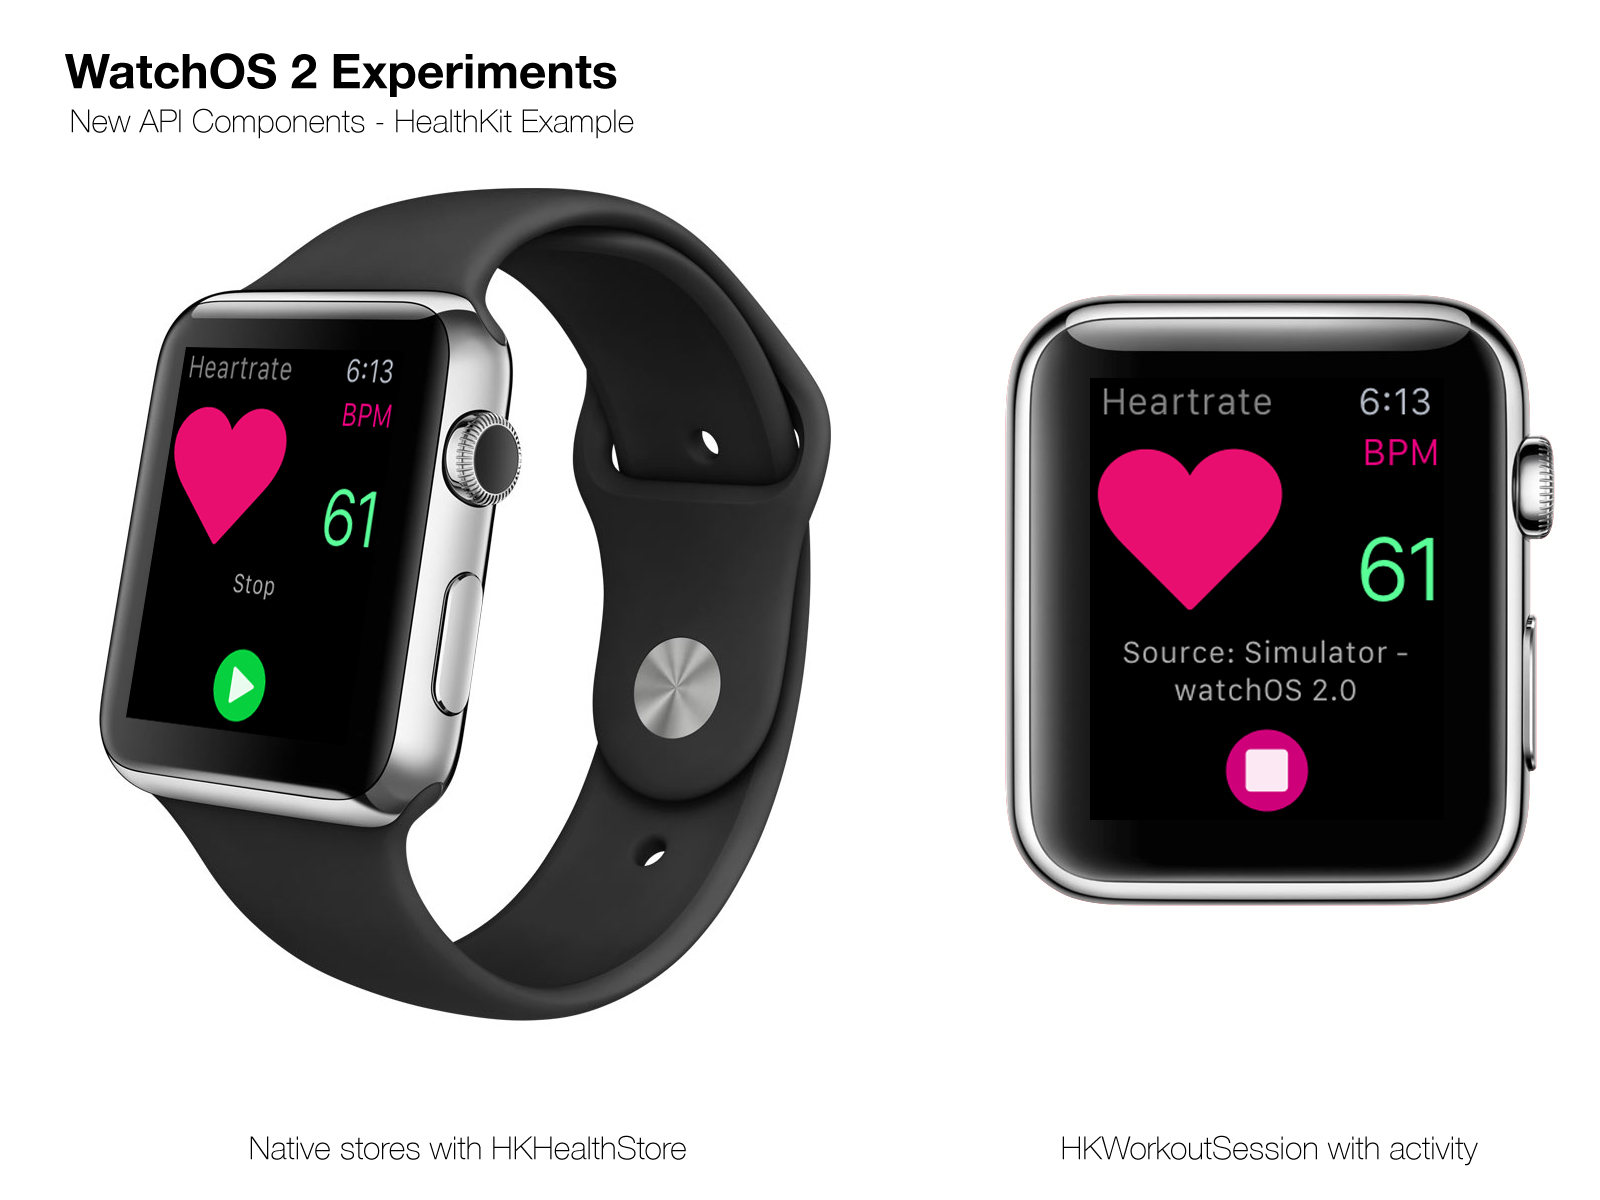 WatchOS 2 Experiments
New API Components - HealthKit Example
Heartrate
6:13
BPM
61
Stop
Heartrate
6:13
BPM
61
Source: Simulator -
watchOS 2.0
Native stores with HKHealthStore
HKWorkoutSession with activity